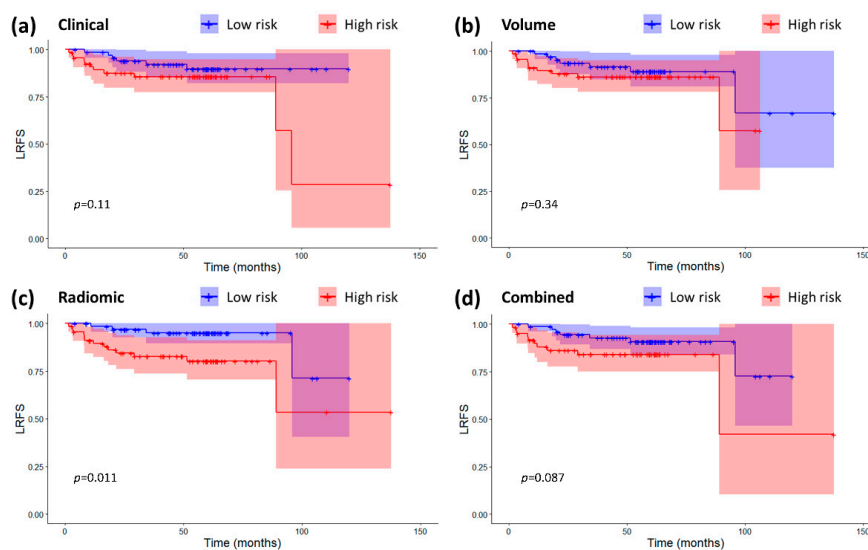 (a) Clinical Low risk High risk
1.00
0.75
0.50
0.25
0.00
LRFS
p=0.11
0 50 100 150
Time (months)
(b) Volume Low risk High risk
1.00
0.75
0.50
0.25
0.00
LRFS
p=0.34
0 50 100 150
Time (months)
(c) Radiomic Low risk High risk
1.00
0.75
0.50
0.25
0.00
LRFS
p=0.011
0 50 100 150
Time (months)
(d) Combined Low risk High risk
1.00
0.75
0.50
0.25
0.00
LRFS
p=0.087
0 50 100 150
Time (months)